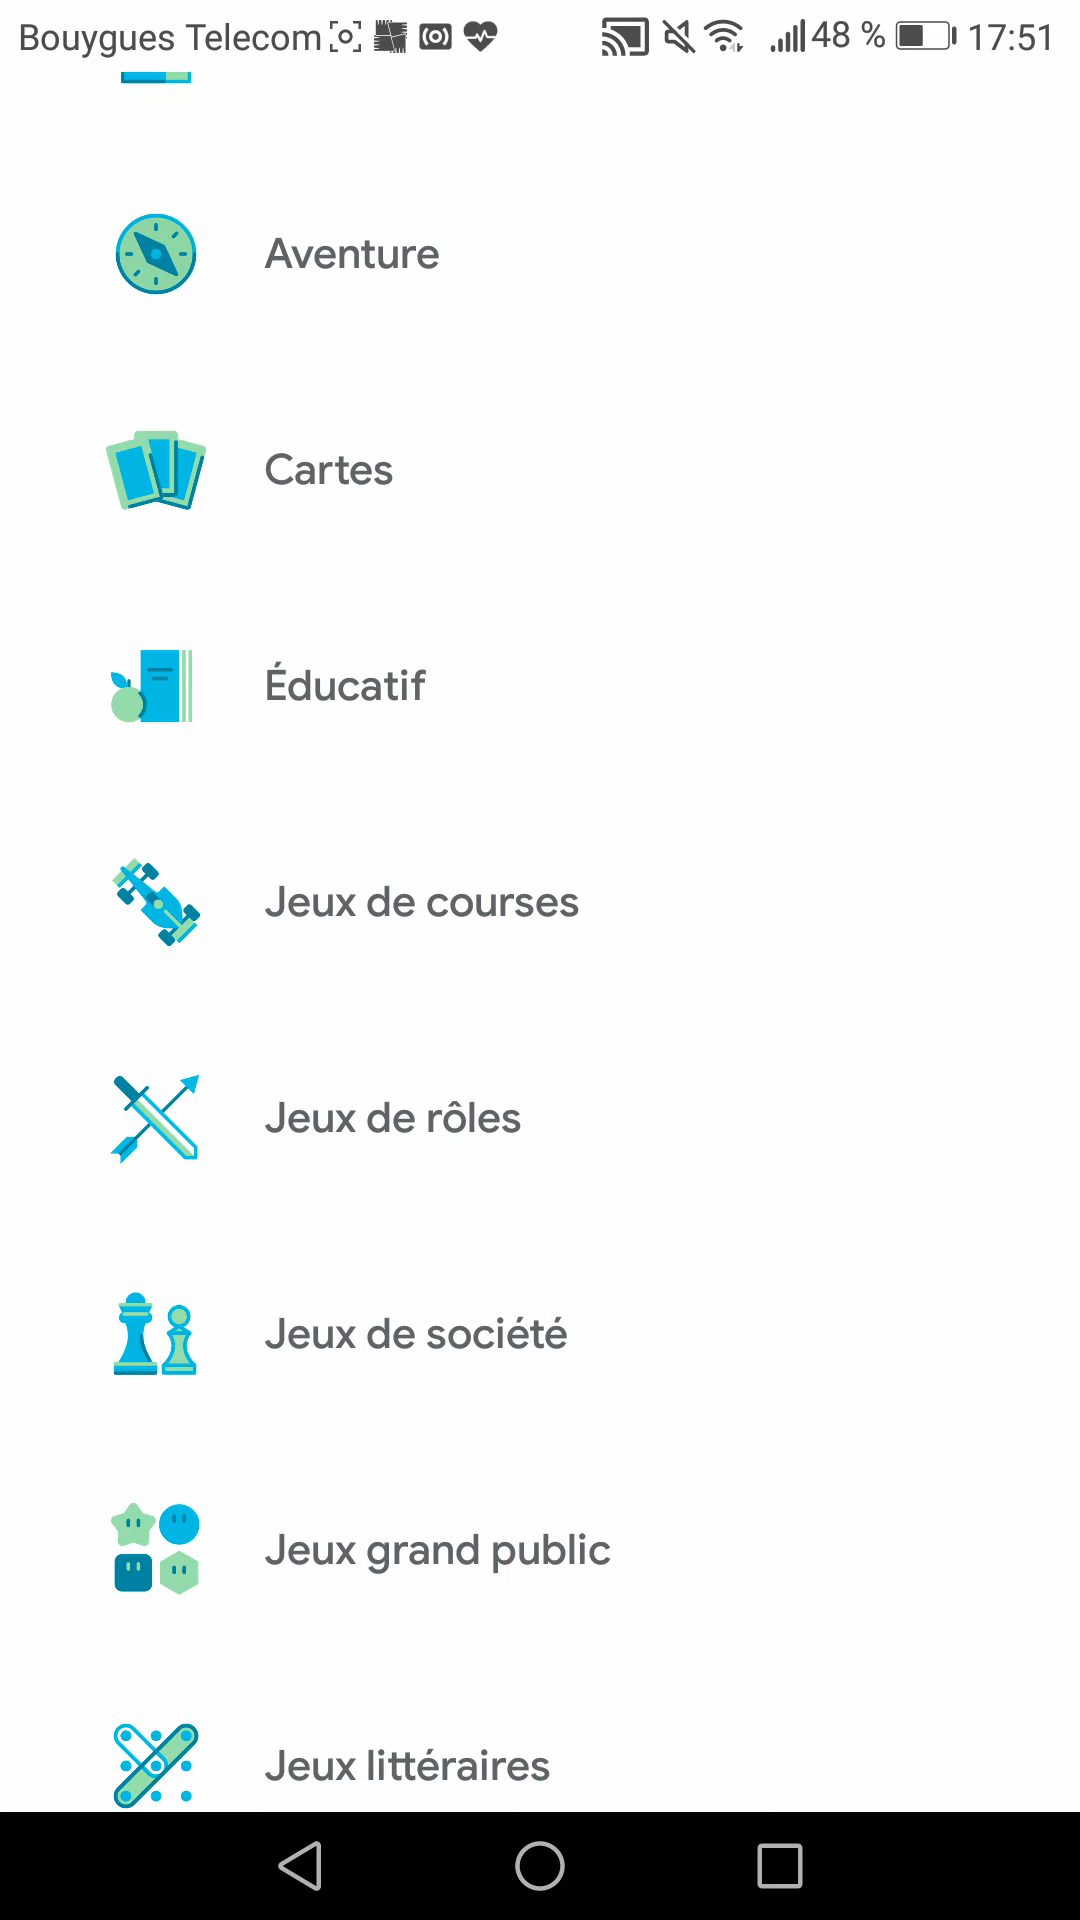 Bouygues Telecom 48 % 17:51
Aventure
Cartes
Éducatif
Jeux de courses
Jeux de rôles
Jeux de société
Jeux grand public
Jeux littéraires